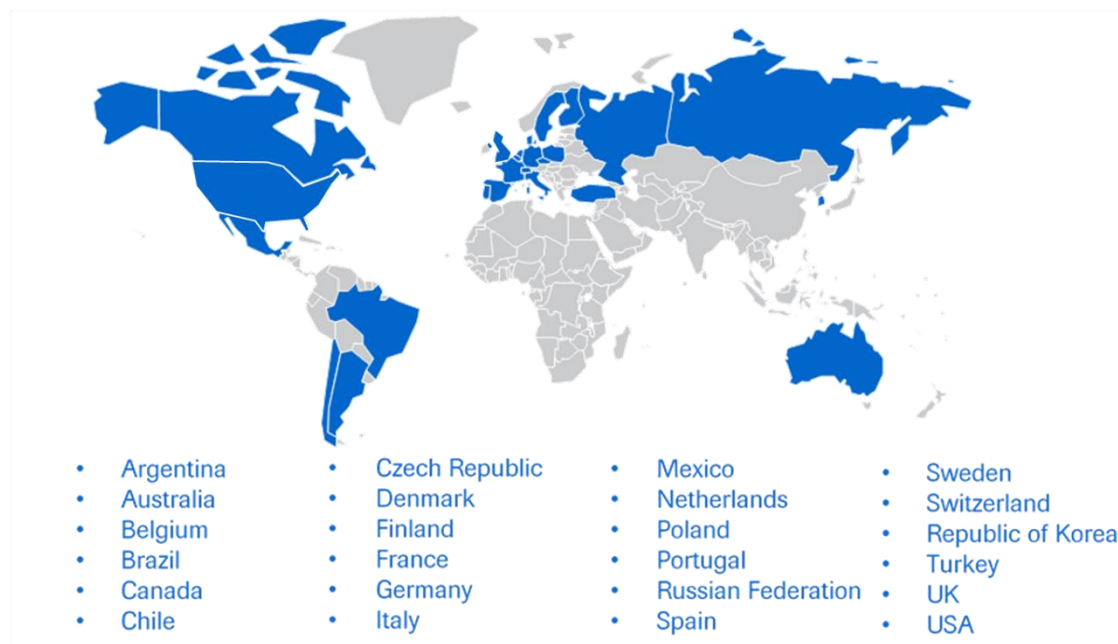 • Argentina
• Australia
• Belgium
• Brazil
• Canada
• Chile
• Czech Republic
• Denmark
• Finland
• France
• Germany
• Italy
• Mexico
• Netherlands
• Poland
• Portugal
• Russian Federation
• Spain
• Sweden
• Switzerland
• Republic of Korea
• Turkey
• UK
• USA